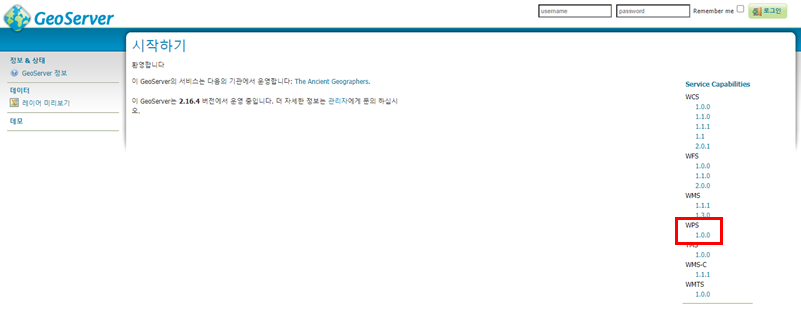 GeoServer
username
password
Remember me
로그인
시작하기
정보 & 상태
GeoServer 정보
데이터
레이어 미리보기
데모
환영합니다
이 GeoServer의 서비스는 다음의 기관에서 운영합니다: The Ancient Geographers.
이 GeoServer는 2.16.4 버전에서 운영 중입니다. 더 자세한 정보는 관리자에게 문의 하십시
오.
Service Capabilities
WCS
1.0.0
1.1.0
1.1.1
1.1
2.0.1
WFS
1.0.0
1.1.0
2.0.0
WMS
1.1.1
1.3.0
WPS
1.0.0
TMS
1.0.0
WMS-C
1.1.1
WMTS
1.0.0